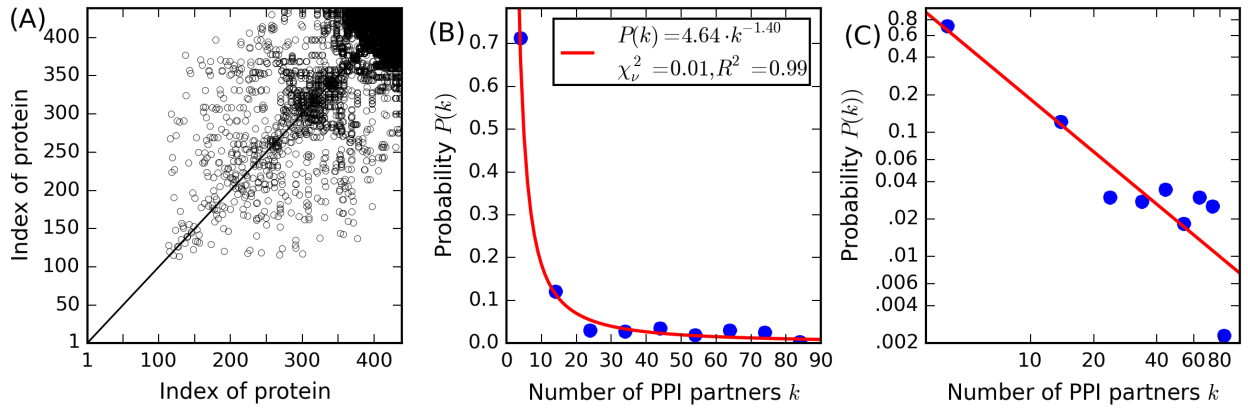 (A)
Index of protein
400
350
300
250
200
150
100
50
1
1 100 200 300 400
Index of protein
(B)
Probability P(k)
0.7
0.6
0.5
0.4
0.3
0.2
0.1
0.0
P(k) = 4.64 · k^{-1.40}
χ_ν^2 = 0.01, R^2 = 0.99
0 10 20 30 40 50 60 70 80 90
Number of PPI partners k
(C)
Probability P(k))
0.8
0.6
0.4
0.2
0.1
0.06
0.04
0.02
.01
.006
.004
.002
10 20 40 60 80
Number of PPI partners k